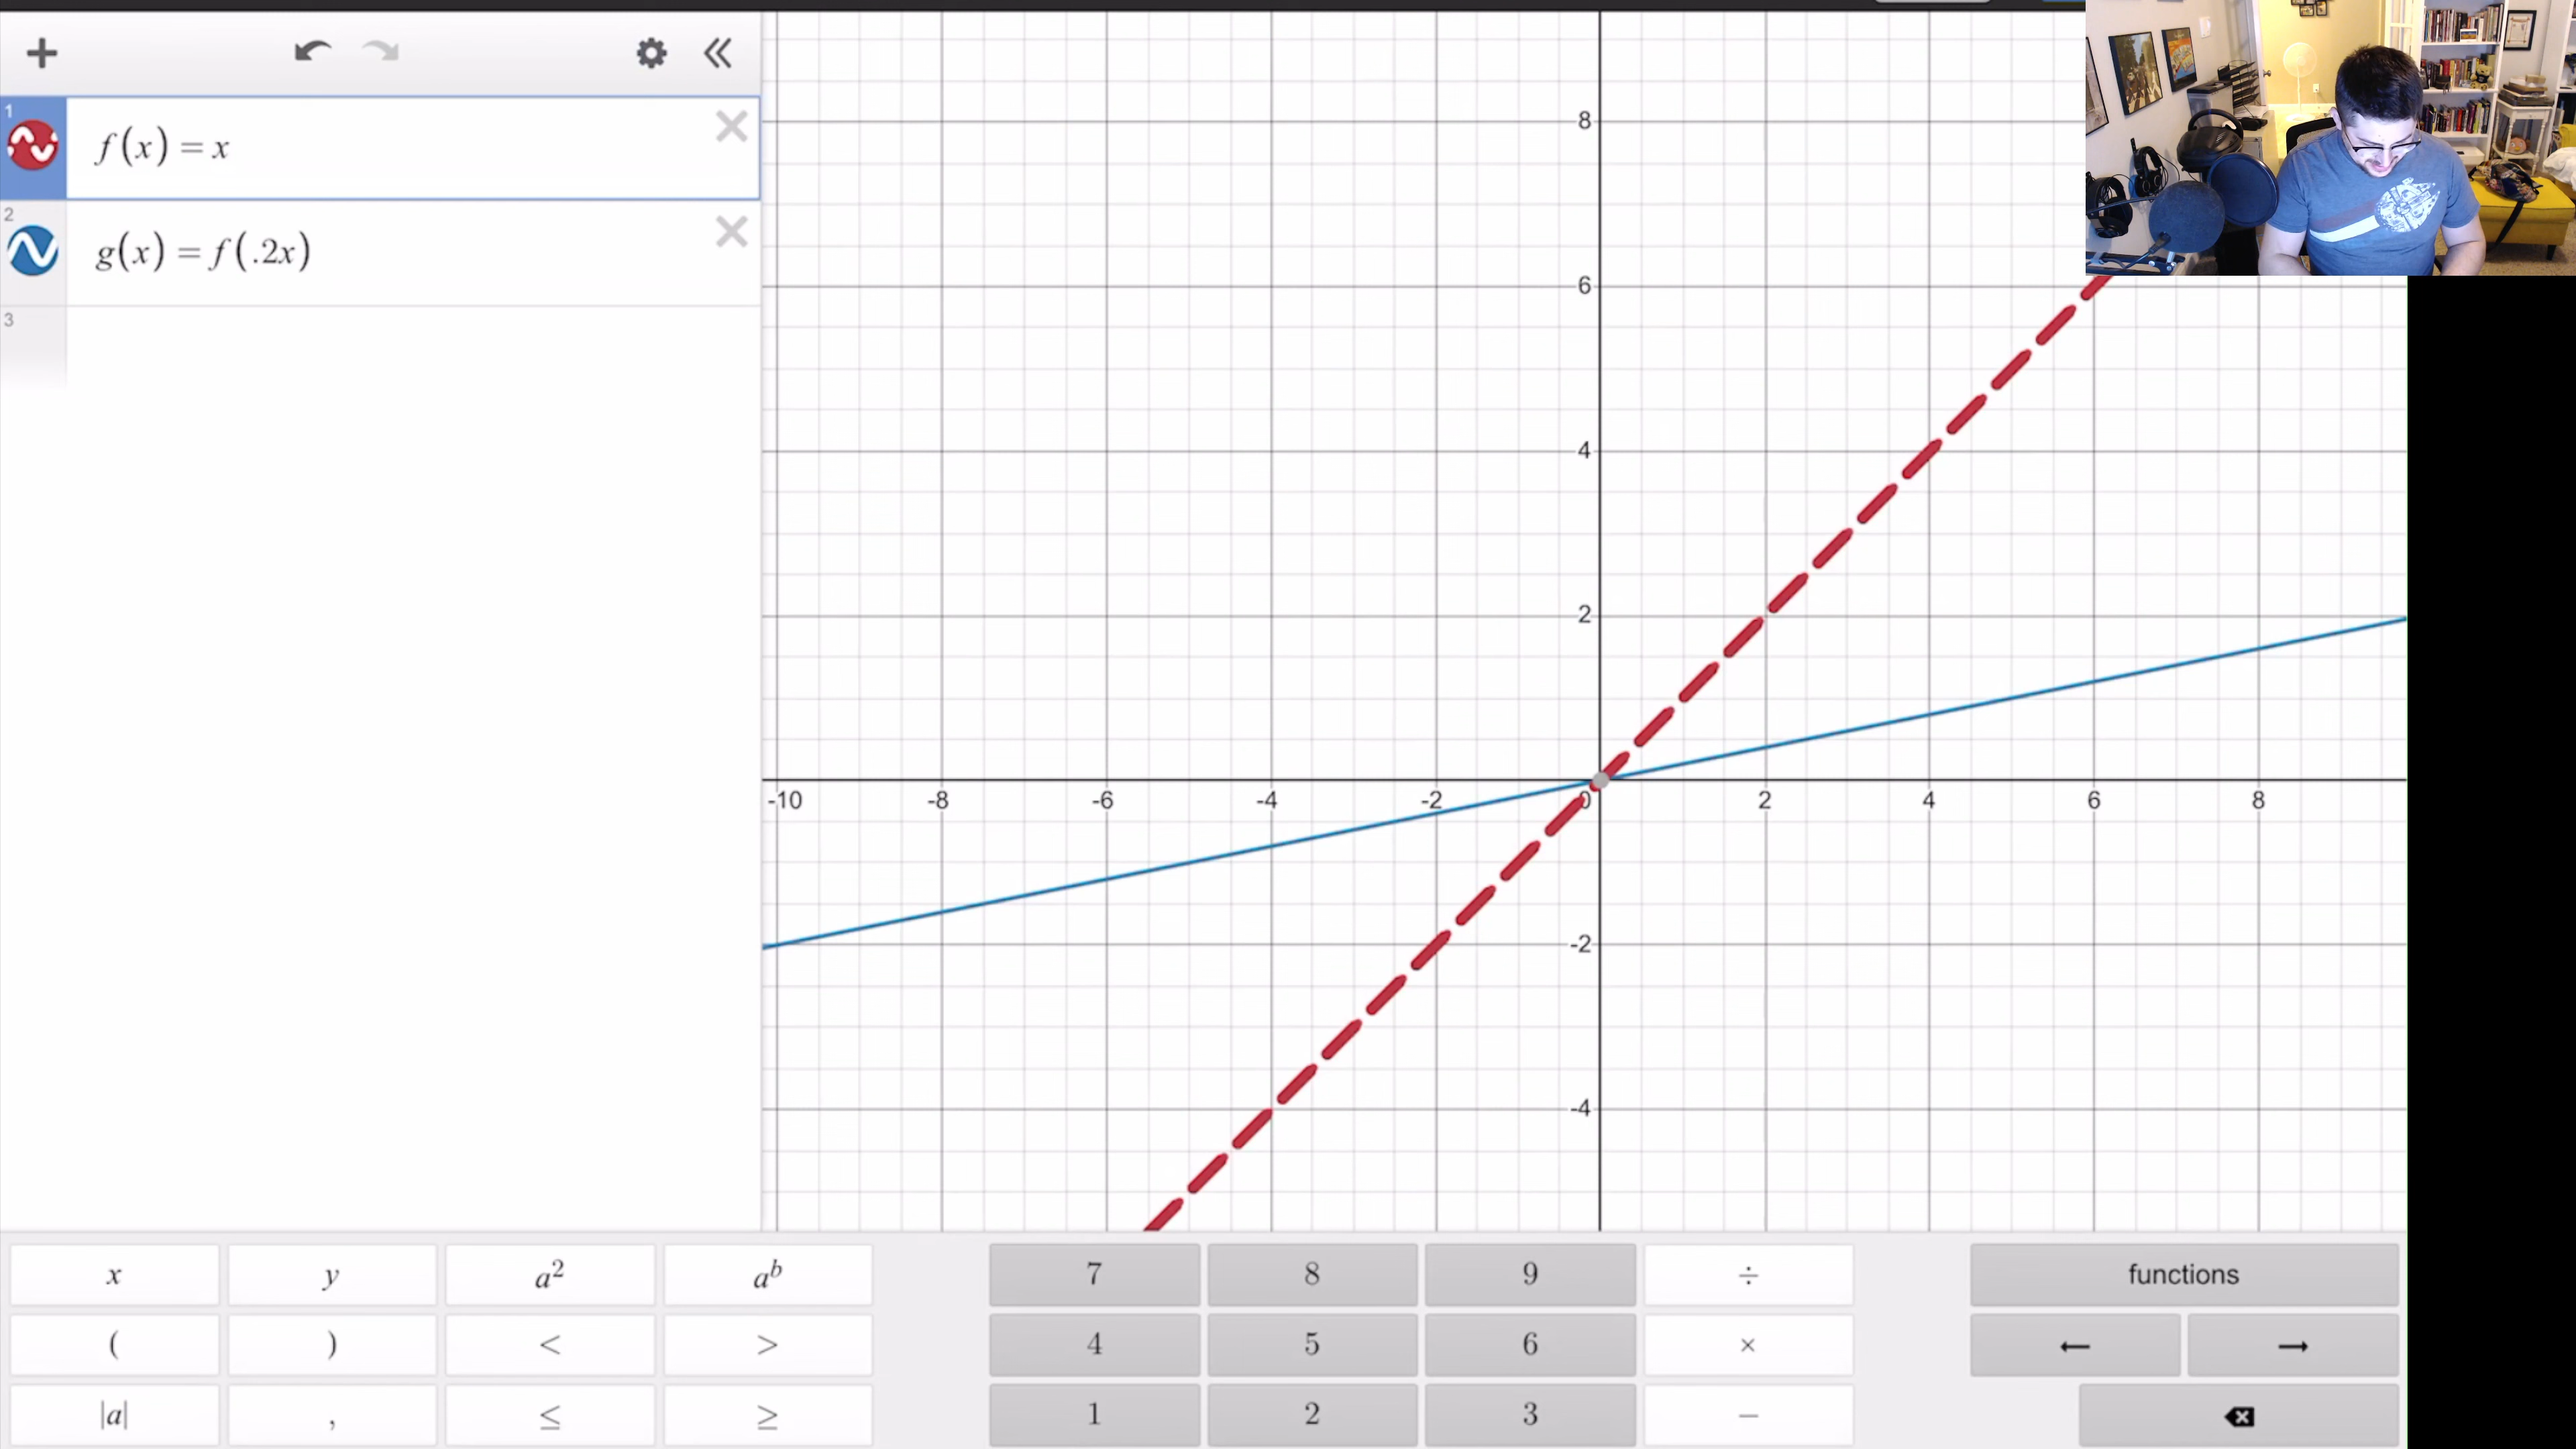 1
f(x) = x
2
g(x) = f(.2x)
3
8
6
4
2
-10 -8 -6 -4 -2 0 2 4 6 8
-2
-4
x y a² aᵇ 7 8 9 ÷ functions
( ) < > 4 5 6 × ← →
|a| , ≤ ≥ 1 2 3 −